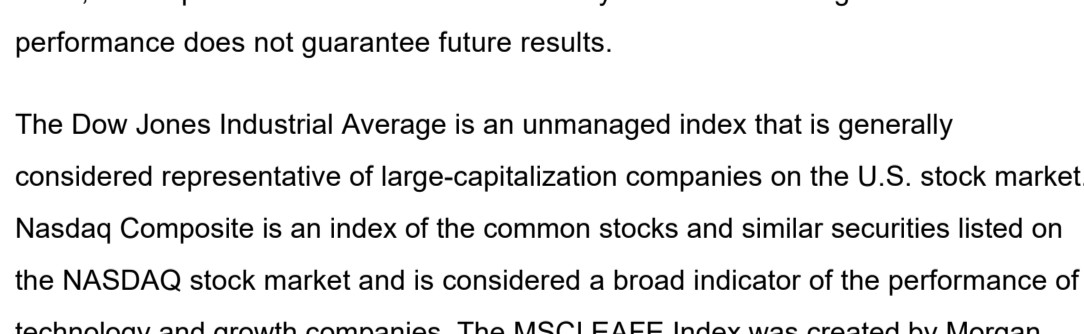 performance does not guarantee future results.
The Dow Jones Industrial Average is an unmanaged index that is generally
considered representative of large-capitalization companies on the U.S. stock market.
Nasdaq Composite is an index of the common stocks and similar securities listed on
the NASDAQ stock market and is considered a broad indicator of the performance of
technology and growth companies. The MSCI EAFE Index was created by Morgan